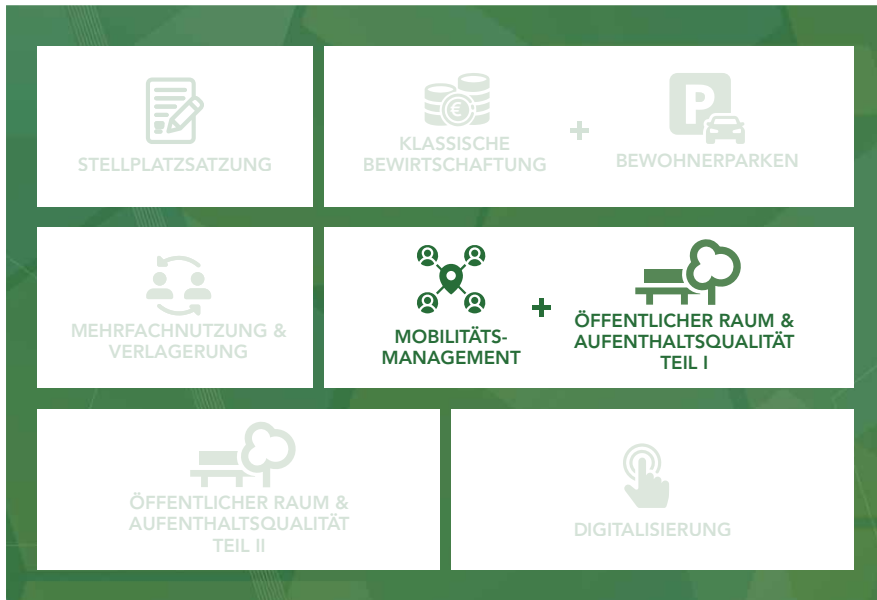 STELLPLATZSATZUNG
€
KLASSISCHE
BEWIRTSCHAFTUNG
+
P
BEWOHNERPARKEN
MEHRFACHNUTZUNG &
VERLAGERUNG
MOBILITÄTS-
MANAGEMENT
+
ÖFFENTLICHER RAUM &
AUFENTHALTSQUALITÄT
TEIL I
ÖFFENTLICHER RAUM &
AUFENTHALTSQUALITÄT
TEIL II
DIGITALISIERUNG